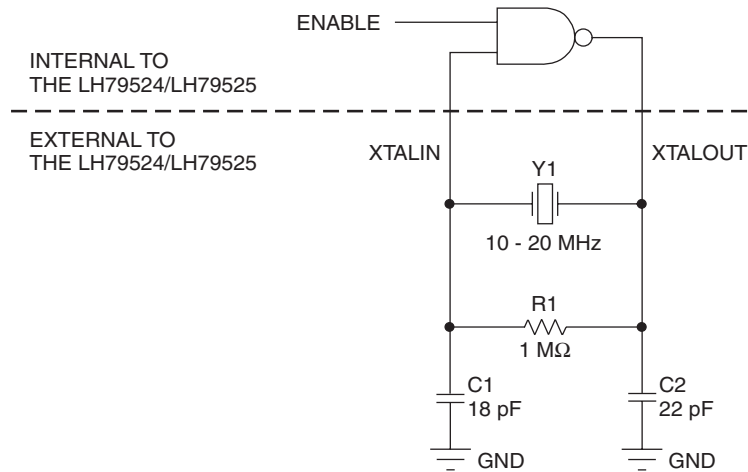 ENABLE
INTERNAL TO
THE LH79524/LH79525
EXTERNAL TO
THE LH79524/LH79525
XTALIN
XTALOUT
Y1
10 - 20 MHz
R1
1 MΩ
C1
18 pF
C2
22 pF
GND
GND